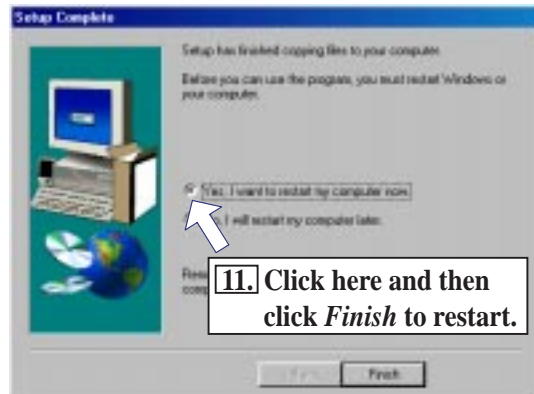 Setup Complete
Setup has finished copying files to your computer.
Before you can use the program, you must restart Windows or
your computer.
Yes, I want to restart my computer now.
I will restart my computer later.
11. Click here and then
click Finish to restart.
Finish